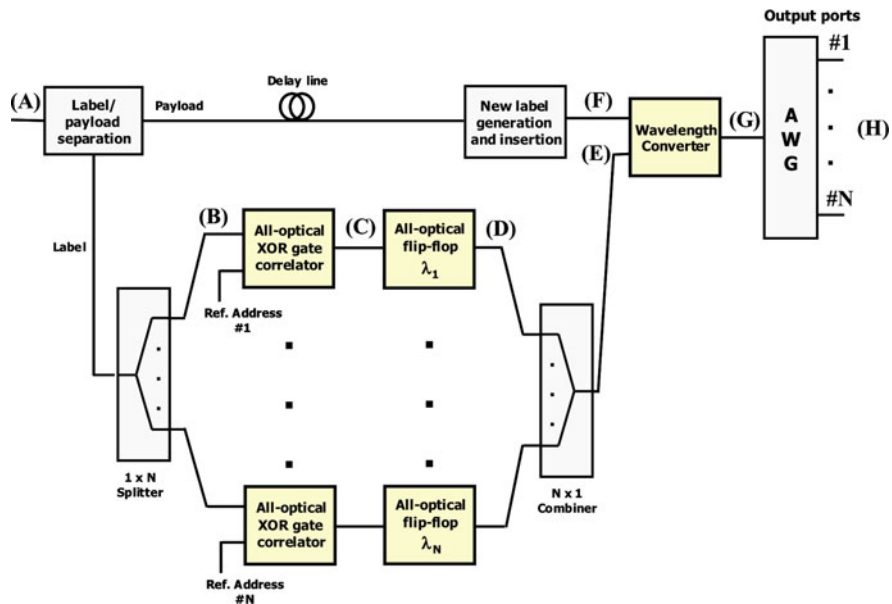 Output ports
#1
Delay line
(A)
Label/
payload
separation
Payload
New label
generation
and insertion
(F)
Wavelength
Converter
(G)
A
W
G
(H)
(E)
#N
Label
(B)
All-optical
XOR gate
correlator
(C)
All-optical
flip-flop
λ1
(D)
Ref. Address
#1
1 x N
Splitter
N x 1
Combiner
All-optical
XOR gate
correlator
All-optical
flip-flop
λN
Ref. Address
#N